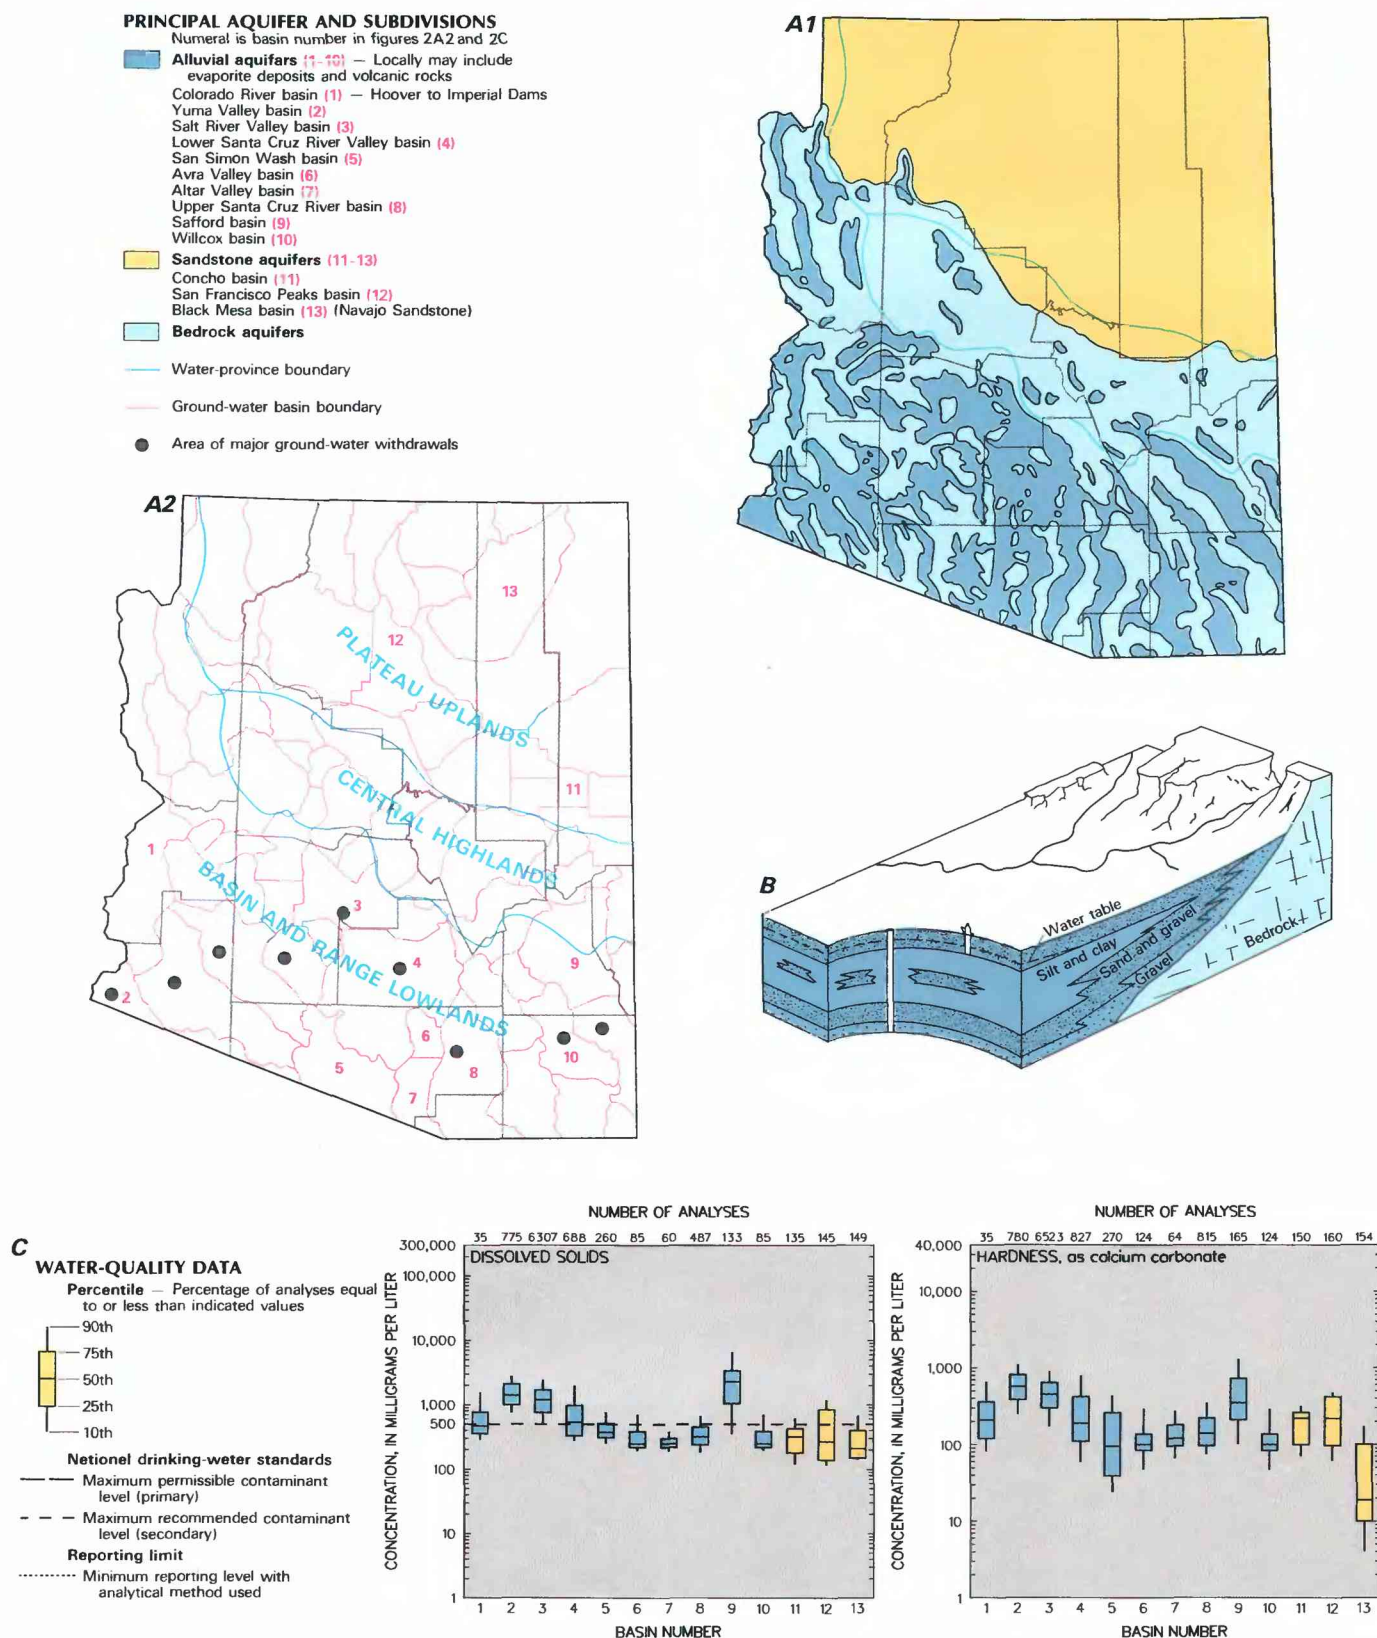 PRINCIPAL AQUIFER AND SUBDIVISIONS
Numeral is basin number in figures 2A2 and 2C
Alluvial aquifars (1-10) — Locally may include
evaporite deposits and volcanic rocks
Colorado River basin (1) — Hoover to Imperial Dams
Yuma Valley basin (2)
Salt River Valley basin (3)
Lower Santa Cruz River Valley basin (4)
San Simon Wash basin (5)
Avra Valley basin (6)
Altar Valley basin (7)
Upper Santa Cruz River basin (8)
Safford basin (9)
Willcox basin (10)
Sandstone aquifers (11-13)
Concho basin (11)
San Francisco Peaks basin (12)
Black Mesa basin (13) (Navajo Sandstone)
Bedrock aquifers
Water-province boundary
Ground-water basin boundary
Area of major ground-water withdrawals
A1
A2
13
12
PLATEAU UPLANDS
11
CENTRAL HIGHLANDS
1
BASIN AND RANGE LOWLANDS
3
4
9
2
6
10
5
8
7
B
Water table
Silt and clay
Sand and gravel
Gravel
Bedrock
C
WATER-QUALITY DATA
Percentile — Percentage of analyses equal
to or less than indicated values
90th
75th
50th
25th
10th
Netionel drinking-water standards
Maximum permissible contaminant
level (primary)
Maximum recommended contaminant
level (secondary)
Reporting limit
Minimum reporting level with
analytical method used
NUMBER OF ANALYSES
35 775 6307 688 260 85 60 487 133 85 135 145 149
DISSOLVED SOLIDS
CONCENTRATION, IN MILLIGRAMS PER LITER
300,000
100,000
10,000
1,000
500
100
10
1
1 2 3 4 5 6 7 8 9 10 11 12 13
BASIN NUMBER
NUMBER OF ANALYSES
35 780 6523 827 270 124 64 815 165 124 150 160 154
HARDNESS, as calcium carbonate
CONCENTRATION, IN MILLIGRAMS PER LITER
40,000
10,000
1,000
100
10
1
1 2 3 4 5 6 7 8 9 10 11 12 13
BASIN NUMBER